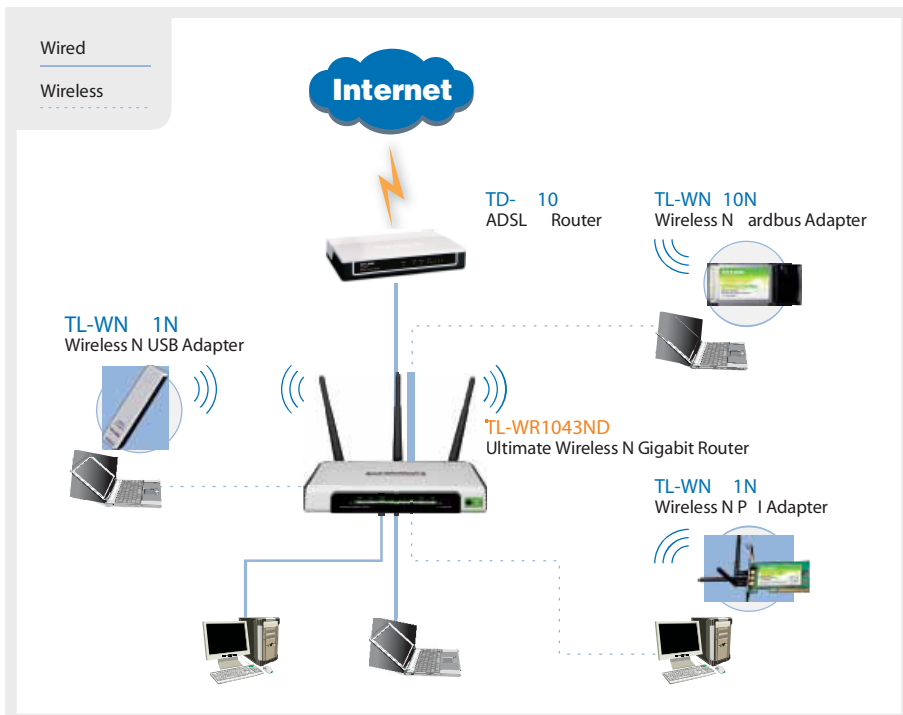 Wired
Wireless
Internet
TD- 10
ADSL Router
TL-WN 10N
Wireless N ardbus Adapter
TL-WN 1N
Wireless N USB Adapter
TL-WR1043ND
Ultimate Wireless N Gigabit Router
TL-WN 1N
Wireless N P I Adapter